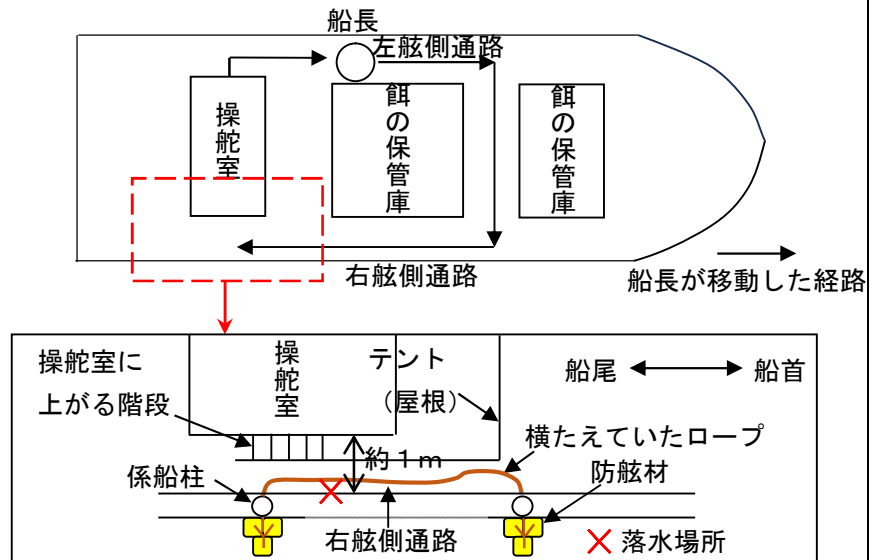 船長
左舷側通路
操舵室
餌の保管庫
餌の保管庫
右舷側通路
船長が移動した経路
操舵室に
上がる階段
操舵室
テント
（屋根）
船尾
船首
横たえていたロープ
約１ｍ
係船柱
防舷材
右舷側通路
落水場所